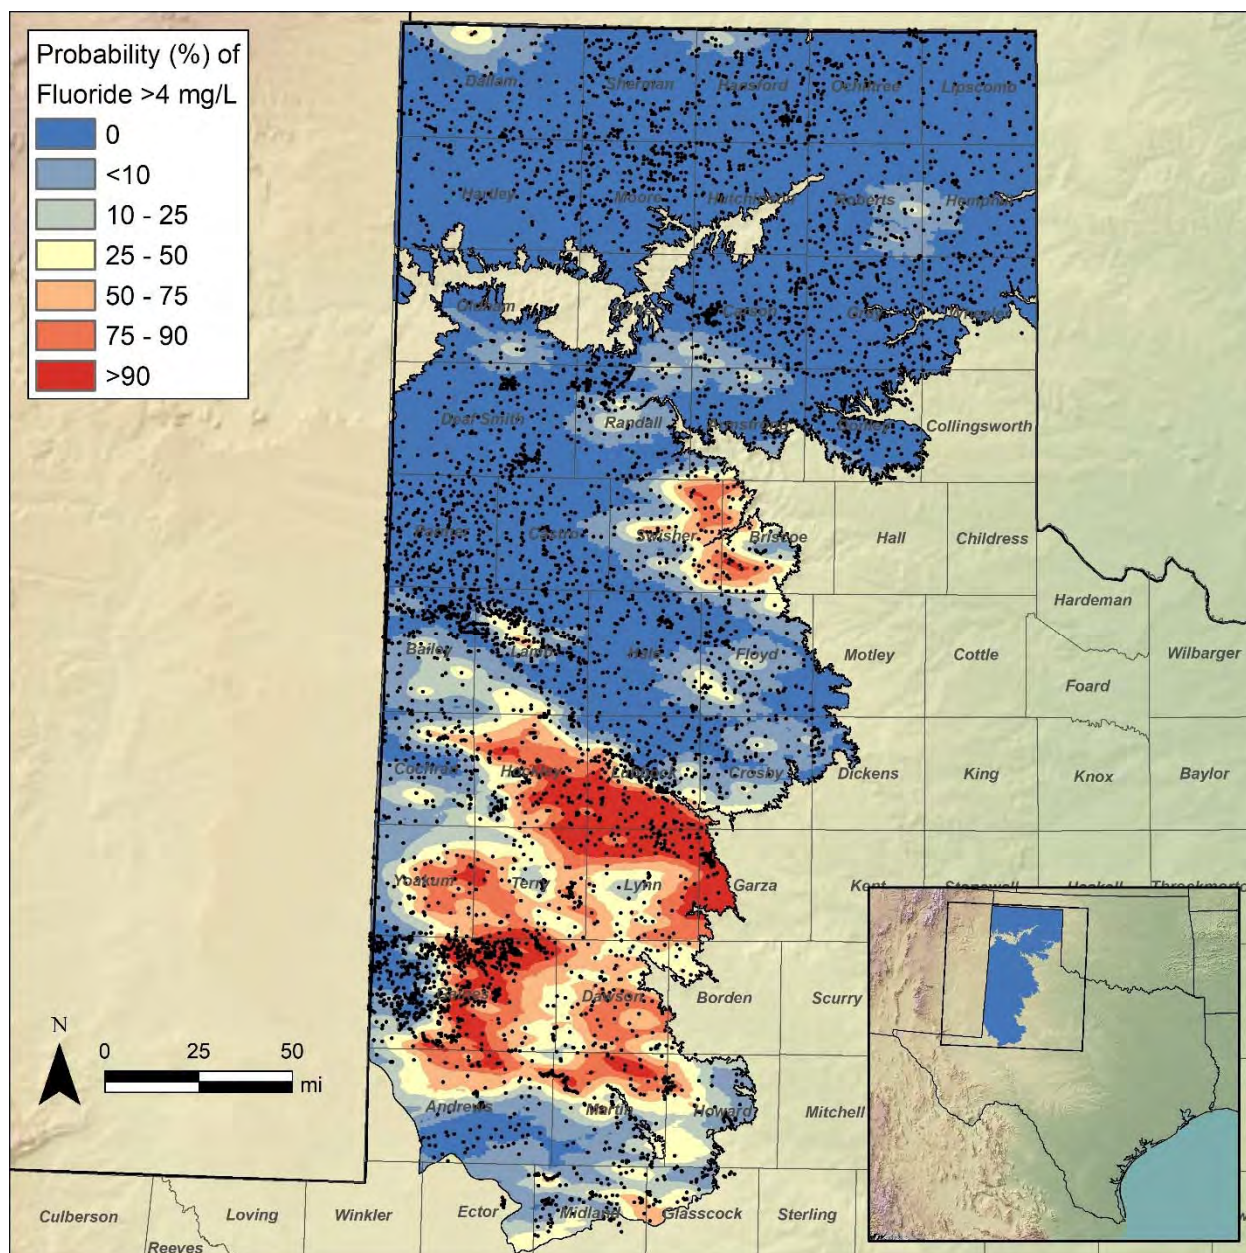 Probability (%) of
Fluoride >4 mg/L
0
<10
10 - 25
25 - 50
50 - 75
75 - 90
>90
Dallam
Sherman
Hansford
Ochiltree
Lipscomb
Hartley
Moore
Hutchinson
Roberts
Hemphill
Oldham
Potter
Carson
Gray
Wheeler
Deaf Smith
Randall
Armstrong
Donley
Collingsworth
Parmer
Castro
Swisher
Briscoe
Hall
Childress
Hardeman
Bailey
Lamb
Hale
Floyd
Motley
Cottle
Foard
Wilbarger
Cochran
Hockley
Lubbock
Crosby
Dickens
King
Knox
Baylor
Yoakum
Terry
Lynn
Garza
Kent
Stonewall
Haskell
Gaines
Dawson
Borden
Scurry
Andrews
Martin
Howard
Mitchell
N
0
25
50
mi
Culberson
Reeves
Loving
Winkler
Ector
Midland
Glasscock
Sterling